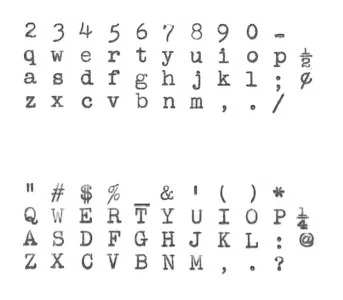 2 3 4 5 6 7 8 9 0 -
q w e r t y u i o p ½
a s d f g h j k l ; ¢
z x c v b n m , . /
" # $ % _ & ' ( ) *
Q W E R T Y U I O P ¼
A S D F G H J K L : @
Z X C V B N M , . ?